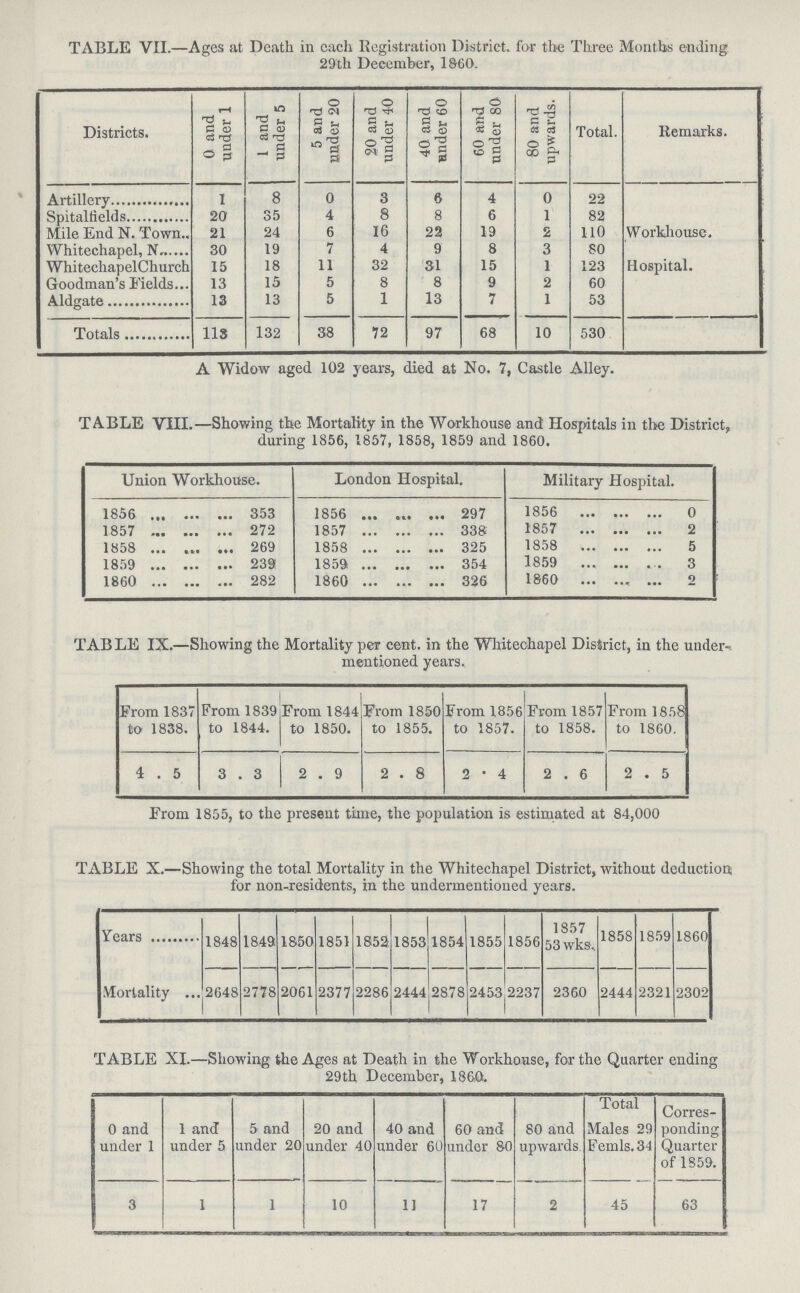 TABLE VII.—Ages at Death in each Registration District. for the Three Months ending
29th December, 1860.
Districts. 0 and under 1 1 and under 5 5 and under 20 20 and under 40 40 and under 60 60 and under 80 80 and upwards. Total. Remarks.
Artillery............... 1 8 0 3 6 4 0 22
Spitalfields............ 20 35 4 8 8 6 1 82
Mile End N. Town.. 21 24 6 16 22 19 2 110 Workhouse.
Whitechapel, N...... 30 19 7 4 9 8 3 80
WhitechapelChurch 15 18 11 32 31 15 1 123 Hospital.
Goodman's Fields... 13 15 5 8 8 9 2 60
Aldgate ............... 13 13 5 1 13 7 1 53
Totals ............ 113 132 38 72 97 68 10 530
A Widow aged 102 years, died at No. 7, Castle Alley.
TABLE VIII.—Showing the Mortality in the Workhouse and Hospitals in the District,
during 1856, 1857, 1858, 1859 and 1860.
Union Workhouse. London Hospital. Military Hospital.
1856 ... ... ... 353 1856 ... ... ... 297 1856 ... ... ... 0
1857 ... ... ... 272 1857 ... ... ... 338 1857 ... ... ... 2
1858 ... ... ... 269 1858 ... ... ... 325 1858 ... ... ... 5
1859 ... ... ... 239 1859 ... ... ... 354 1859 ... ... ... 3
1860 ... ... ... 282 1860 ... ... ... 326 1860 ... ... ... 2
TABLE IX.—Showing the Mortality per cent. in the Whitechapel District, in the under-
mentioned years.
From 1837 From 1839 From 1844 From 1850 From 1856 From 1857 From 1858
to 1838. to 1844. to 1850. to 1855. to 1857. to 1858. to 1860.
4 . 5 3 . 3 2 . 9 2 . 8 2 · 4 2 . 6 2 . 5
From 1855, to the present time, the population is estimated at 84,000
TABLE X.—Showing the total Mortality in the Whitechapel District, without deduction
for non-residents, in the undermentioned years.
Years ......... 1848 1849 1850 1851 1852 1853 1854 1855 1856 1857 53 wks. 1858 1859 1860
Mortality ... 2648 2778 2061 2377 2286 2444 2878 2453 2237 2360 2444 2321 2302
TABLE XI.—Showing the Ages at Death in the Workhouse, for the Quarter ending
29th December, 1860.
0 and under 1 1 and under 5 5 and under 20 20 and under 40 40 and under 60 60 and under 80 80 and upwards. Total Males 29 Femls. 34 Corres-ponding Quarter of 1859.
3 1 1 10 11 17 2 45 63